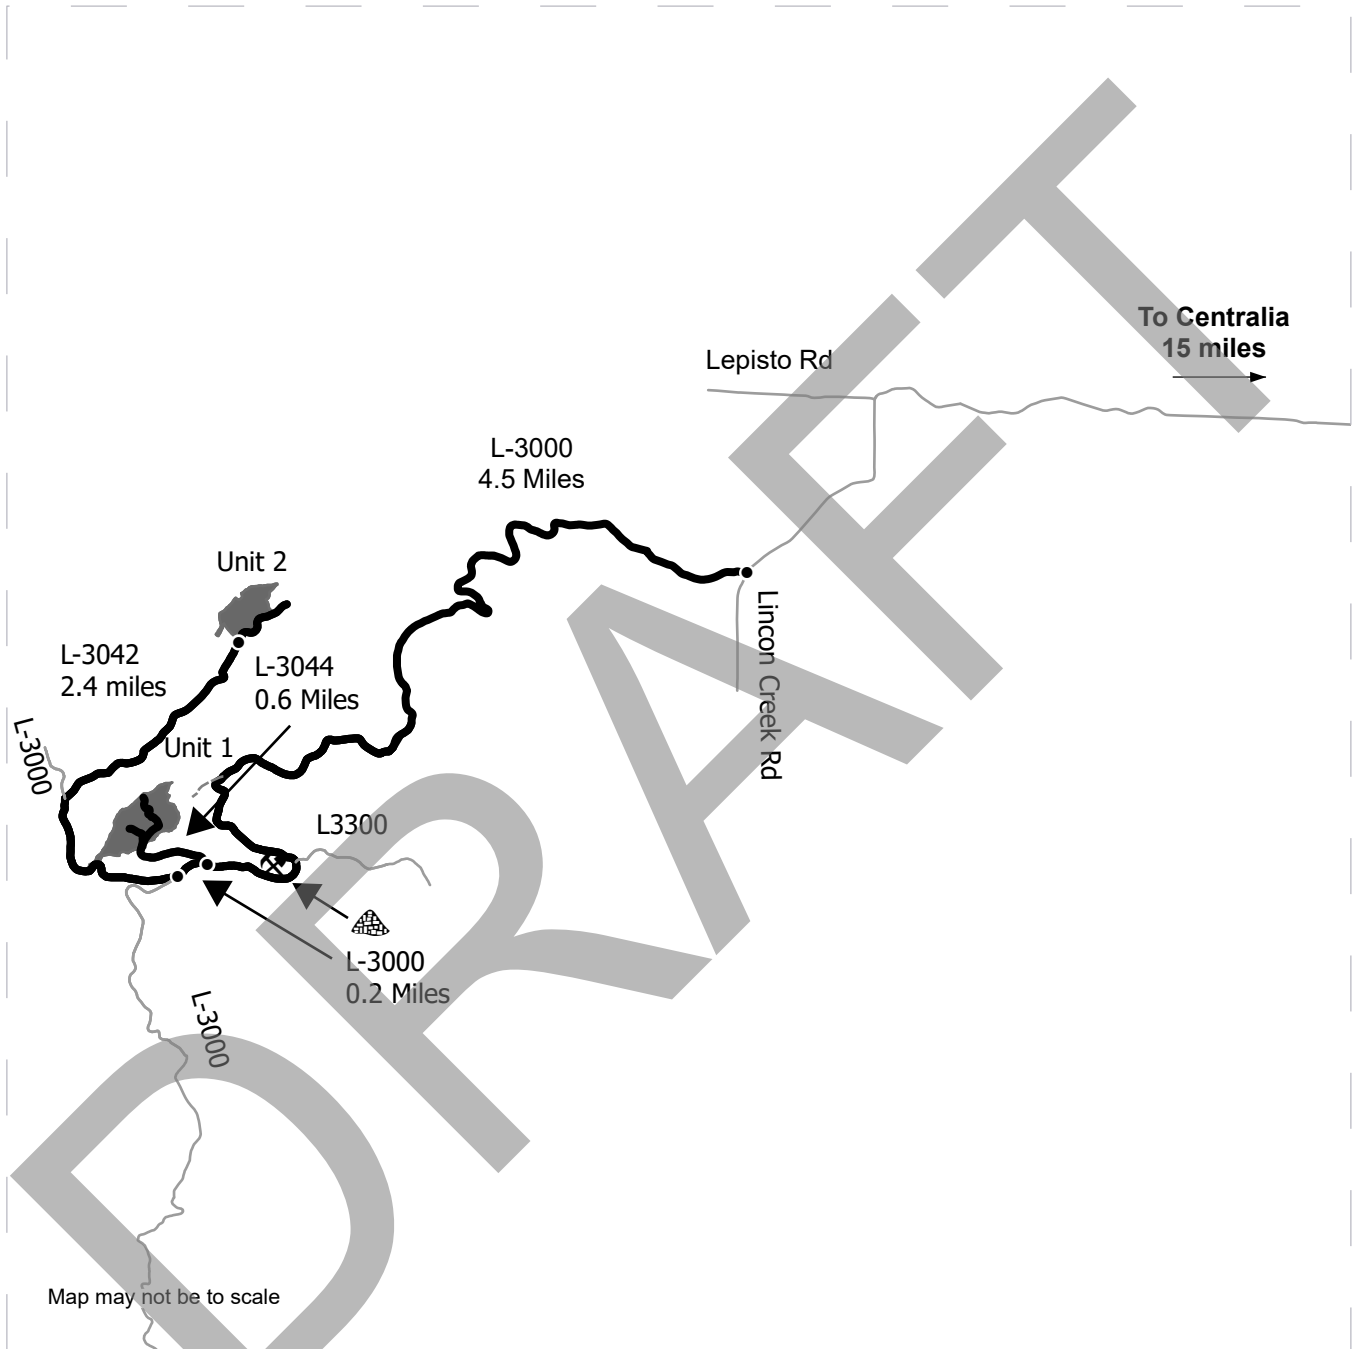 To Centralia
15 miles
Lepisto Rd
L-3000
4.5 Miles
Unit 2
L-3042
2.4 miles
L-3044
0.6 Miles
Lincon Creek Rd
L-3000
Unit 1
L3300
L-3000
0.2 Miles
L-3000
Map may not be to scale
DRAFT